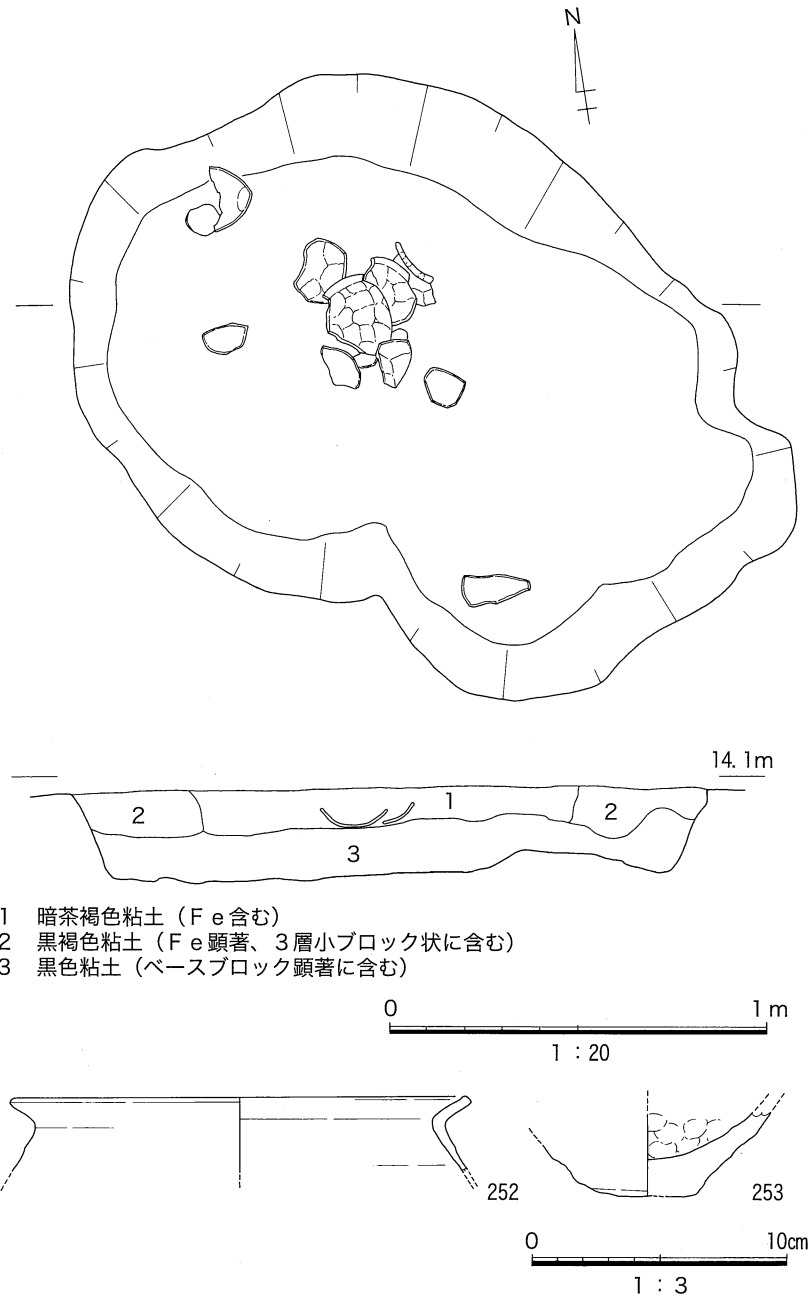 N
14.1m
1
2
2
3
1 暗茶褐色粘土（Fe含む）
2 黒褐色粘土（Fe顕著、3層小ブロック状に含む）
3 黒色粘土（ベースブロック顕著に含む）
0 1m
1：20
252
253
0 10cm
1：3